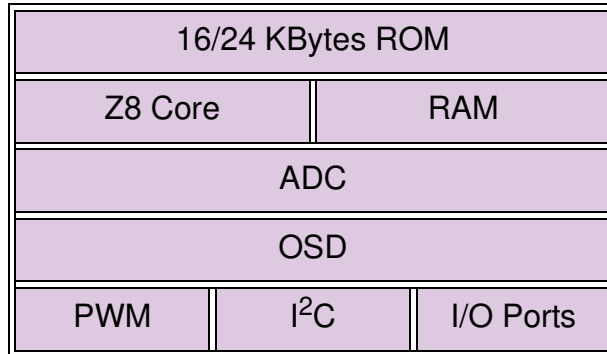 16/24 KBytes ROM
Z8 Core RAM
ADC
OSD
PWM I²C I/O Ports